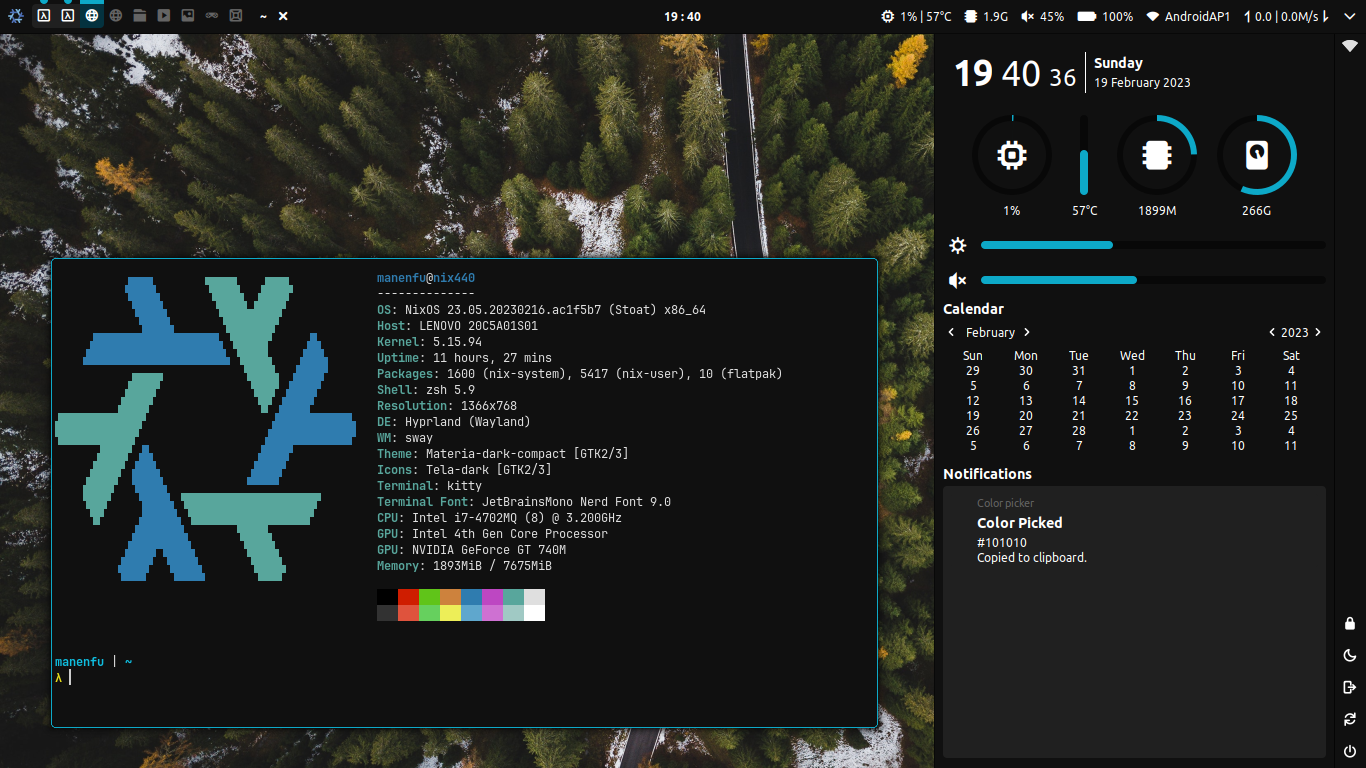 ~
19:40
1% | 57°C
1.9G
45%
100%
AndroidAP1
0.0 | 0.0M/s
19 40 36
Sunday
19 February 2023
1%
57°C
1899M
266G
Calendar
February
2023
Sun Mon Tue Wed Thu Fri Sat
29 30 31 1 2 3 4
5 6 7 8 9 10 11
12 13 14 15 16 17 18
19 20 21 22 23 24 25
26 27 28 1 2 3 4
5 6 7 8 9 10 11
Notifications
Color picker
Color Picked
#101010
Copied to clipboard.
manenfu@nix440
--------------
OS: NixOS 23.05.20230216.ac1f5b7 (Stoat) x86_64
Host: LENOVO 20C5A01S01
Kernel: 5.15.94
Uptime: 11 hours, 27 mins
Packages: 1600 (nix-system), 5417 (nix-user), 10 (flatpak)
Shell: zsh 5.9
Resolution: 1366x768
DE: Hyprland (Wayland)
WM: sway
Theme: Materia-dark-compact [GTK2/3]
Icons: Tela-dark [GTK2/3]
Terminal: kitty
Terminal Font: JetBrainsMono Nerd Font 9.0
CPU: Intel i7-4702MQ (8) @ 3.200GHz
GPU: Intel 4th Gen Core Processor
GPU: NVIDIA GeForce GT 740M
Memory: 1893MiB / 7675MiB
manenfu | ~
λ